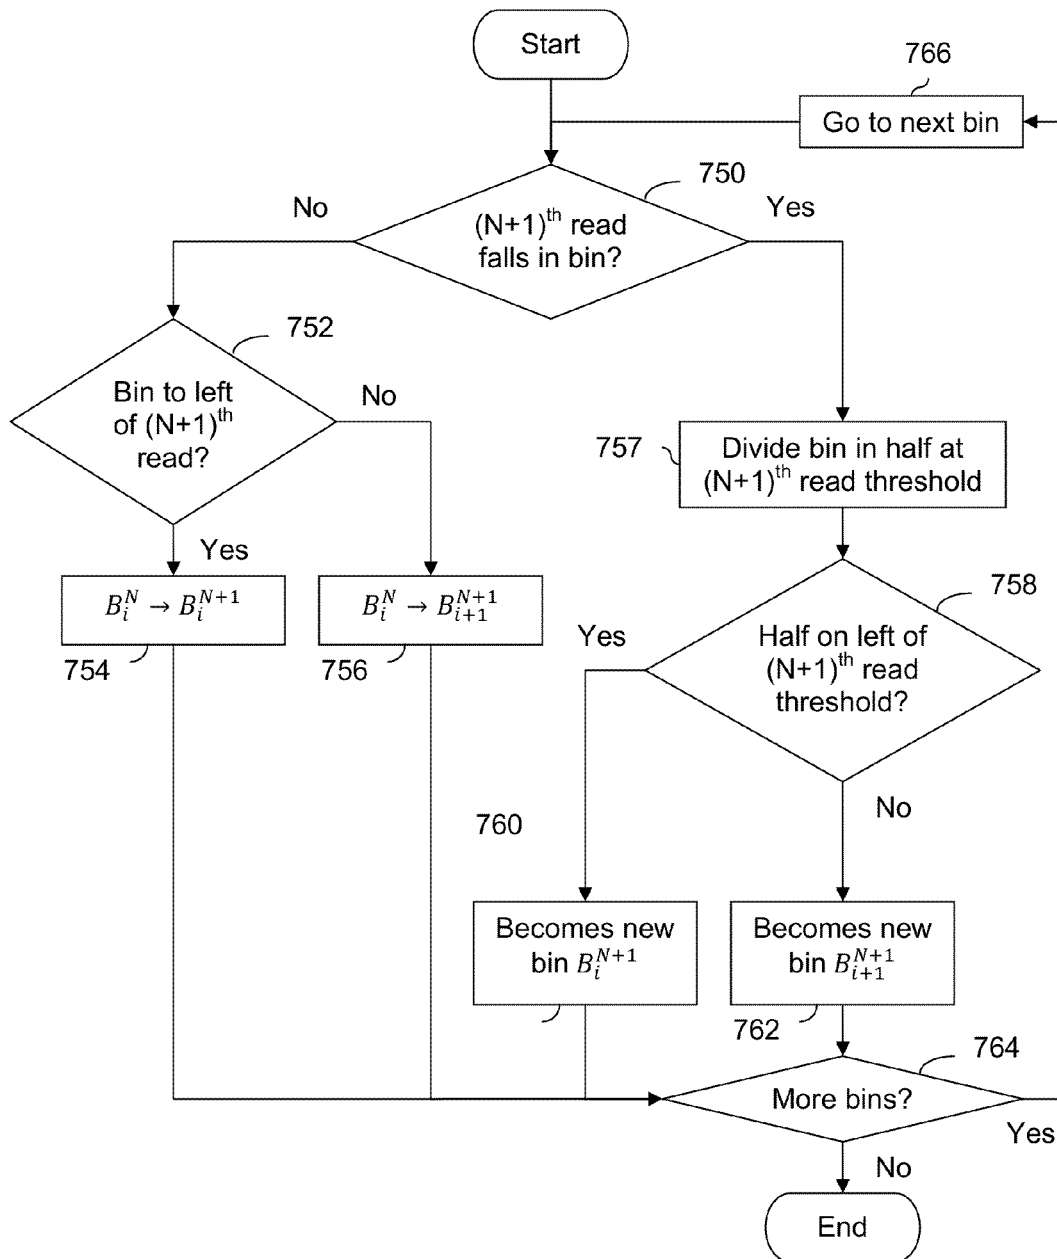 Start
766
Go to next bin
750
No
Yes
(N+1)^th read
falls in bin?
752
Bin to left
of (N+1)^th
read?
No
Yes
757
Divide bin in half at
(N+1)^th read threshold
758
Yes
Half on left of
(N+1)^th read
threshold?
No
B_i^N → B_i^{N+1}
B_i^N → B_{i+1}^{N+1}
754
756
760
Becomes new
bin B_i^{N+1}
Becomes new
bin B_{i+1}^{N+1}
762
764
More bins?
Yes
No
End